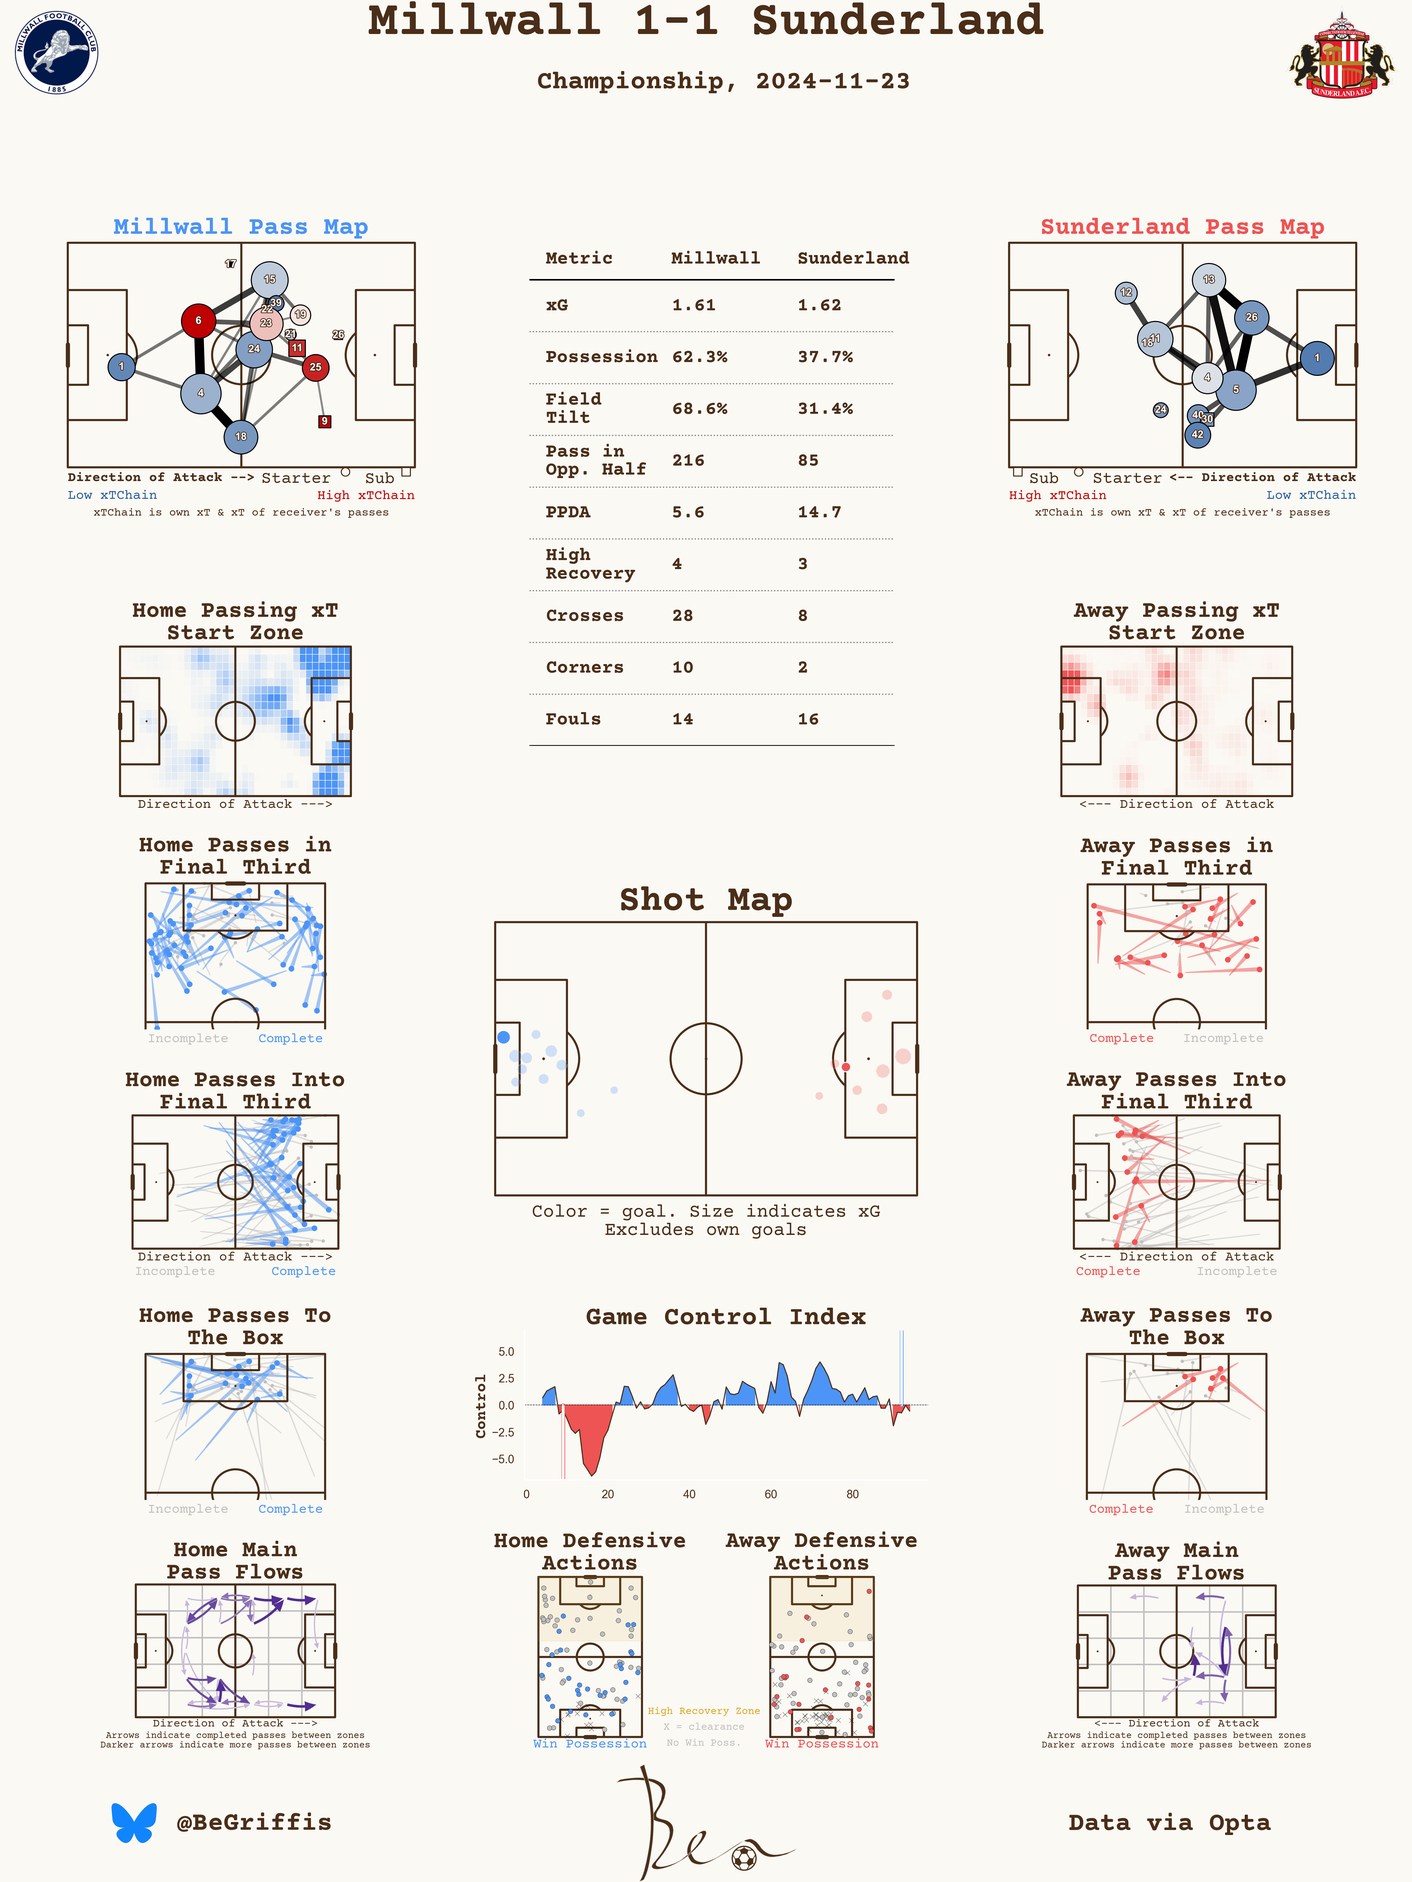 Millwall 1-1 Sunderland
Championship, 2024-11-23
MILLWALL FOOTBALL CLUB
1885
SUNDERLAND A.F.C.
Millwall Pass Map
17
15
39
22
19
6
23
21
26
24
11
1
25
4
9
18
Direction of Attack --> Starter Sub
Low xTChain High xTChain
xTChain is own xT & xT of receiver's passes
Metric Millwall Sunderland
xG 1.61 1.62
Possession 62.3% 37.7%
Field
Tilt 68.6% 31.4%
Pass in
Opp. Half 216 85
PPDA 5.6 14.7
High
Recovery 4 3
Crosses 28 8
Corners 10 2
Fouls 14 16
Sunderland Pass Map
13
12
26
11
1
4
5
24
40
30
42
Sub Starter <-- Direction of Attack
High xTChain Low xTChain
xTChain is own xT & xT of receiver's passes
Home Passing xT
Start Zone
Direction of Attack --->
Away Passing xT
Start Zone
<--- Direction of Attack
Home Passes in
Final Third
Incomplete Complete
Away Passes in
Final Third
Complete Incomplete
Shot Map
Color = goal. Size indicates xG
Excludes own goals
Home Passes Into
Final Third
Direction of Attack --->
Incomplete Complete
Away Passes Into
Final Third
<--- Direction of Attack
Complete Incomplete
Home Passes To
The Box
Incomplete Complete
Game Control Index
Control
5.0
2.5
0.0
−2.5
−5.0
0 20 40 60 80
Away Passes To
The Box
Complete Incomplete
Home Main
Pass Flows
Direction of Attack --->
Arrows indicate completed passes between zones
Darker arrows indicate more passes between zones
Home Defensive
Actions
Win Possession
High Recovery Zone
X = clearance
No Win Poss.
Away Defensive
Actions
Win Possession
Away Main
Pass Flows
<--- Direction of Attack
Arrows indicate completed passes between zones
Darker arrows indicate more passes between zones
@BeGriffis
Ben
Data via Opta